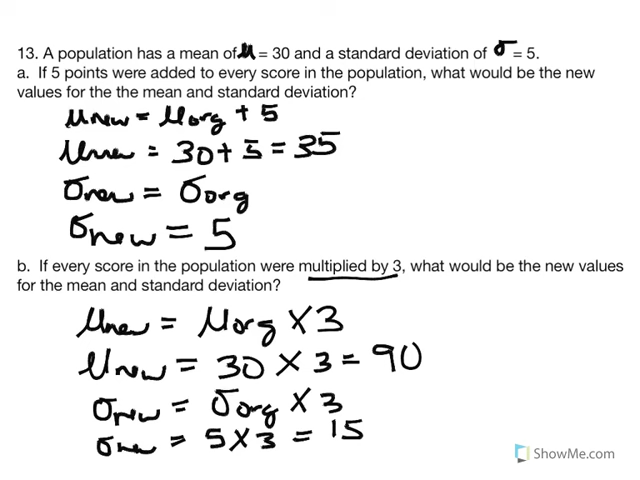 13. A population has a mean of μ = 30 and a standard deviation of σ = 5.
a. If 5 points were added to every score in the population, what would be the new
values for the the mean and standard deviation?
μnew = μorg + 5
μnew = 30 + 5 = 35
σnew = σorg
σnew = 5
b. If every score in the population were multiplied by 3, what would be the new values
for the mean and standard deviation?
μnew = μorg × 3
μnew = 30 × 3 = 90
σnew = σorg × 3
σnew = 5 × 3 = 15
ShowMe.com